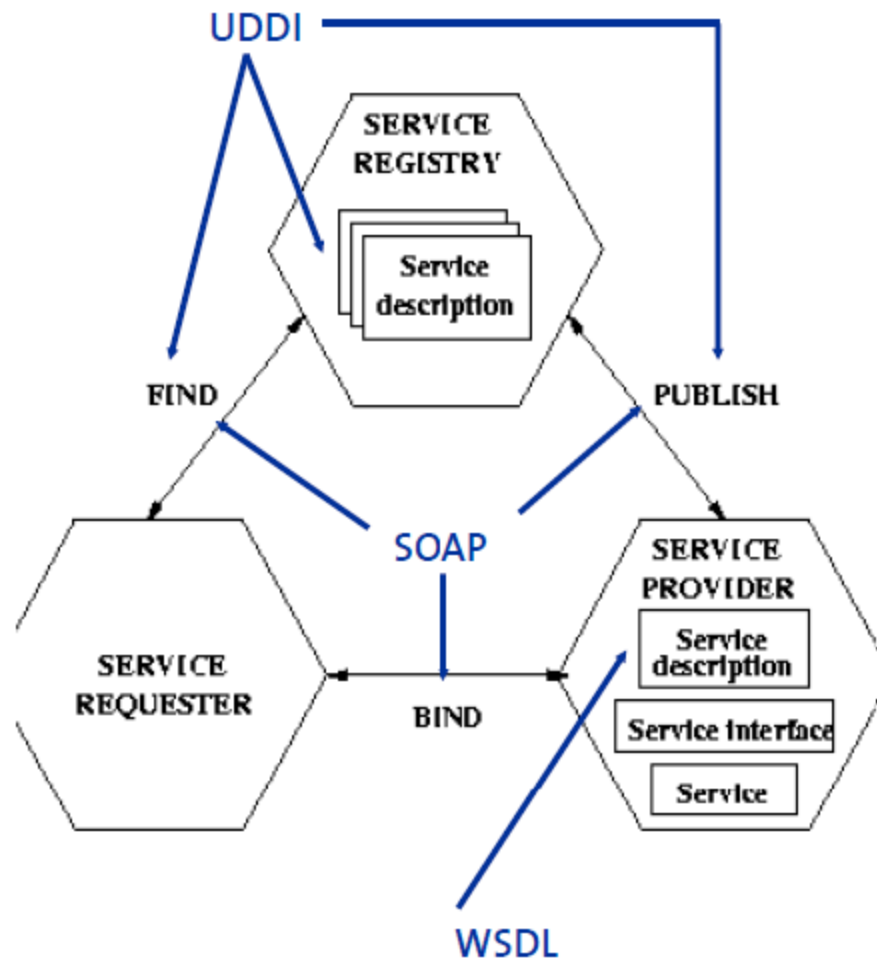 UDDI
SERVICE
REGISTRY
Service
description
FIND
PUBLISH
SOAP
SERVICE
PROVIDER
Service
description
Service interface
Service
SERVICE
REQUESTER
BIND
WSDL